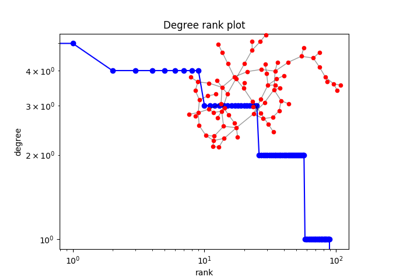 Degree rank plot
degree
4 × 10⁰
3 × 10⁰
2 × 10⁰
10⁰
10⁰
10¹
10²
rank